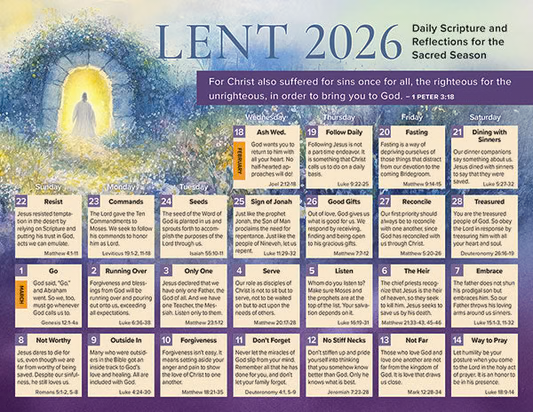 LENT 2026
Daily Scripture and
Reflections for the
Sacred Season
For Christ also suffered for sins once for all, the righteous for the
unrighteous, in order to bring you to God. – 1 PETER 3:18
Wednesday Thursday Friday Saturday
18 Ash Wed.
FEBRUARY
God wants you to
return to him with
all your heart. No
half-hearted ap-
proaches will do!
Joel 2:12-18
19 Follow Daily
Following Jesus is not
a part-time endeavor. It
is something that Christ
calls us to do on a daily
basis.
Luke 9:22-25
20 Fasting
Fasting is a way of
depriving ourselves of
those things that distract
from our devotion to the
coming Bridegroom.
Matthew 9:14-15
21 Dining with
Sinners
Our dinner companions
say something about us.
Jesus dined with sinners
to say that they were
saved.
Luke 5:27-32
Sunday Monday Tuesday
22 Resist
Jesus resisted tempta-
tion in the desert by
relying on Scripture and
putting his trust in God,
acts we can emulate.
Matthew 4:1-11
23 Commands
The Lord gave the Ten
Commandments to
Moses. We seek to follow
his commands to honor
him as Lord.
Leviticus 19:1-2, 11-18
24 Seeds
The seed of the Word of
God is planted in us and
sprouts forth to accom-
plish the purposes of the
Lord through us.
Isaiah 55:10-11
25 Sign of Jonah
Just like the prophet
Jonah, the Son of Man
proclaims the need of
repentance. Just like the
people of Nineveh, let us
repent.
Luke 11:29-32
26 Good Gifts
Out of love, God gives us
what is good for us. We
respond by receiving,
finding and being open
to his gracious gifts.
Matthew 7:7-12
27 Reconcile
Our first priority should
always be to reconcile
with one another, since
God has reconciled with
us through Christ.
Matthew 5:20-26
28 Treasured
You are the treasured
people of God. So obey
the Lord in response by
treasuring him with all
your heart and soul.
Deuteronomy 26:16-19
1 Go
MARCH
God said, "Go,"
and Abraham
went. So we, too,
must go whenever
God calls us to.
Genesis 12:1-4a
2 Running Over
Forgiveness and bless-
ings from God will be
running over and pouring
out onto us, exceeding
all expectations.
Luke 6:36-38
3 Only One
Jesus declared that we
have only one Father, the
God of all. And we have
one Teacher, the Mes-
siah. Listen only to them.
Matthew 23:1-12
4 Serve
Our role as disciples of
Christ is not to sit but to
serve, not to be waited
on but to act upon the
needs of others.
Matthew 20:17-28
5 Listen
Whom do you listen to?
Make sure Moses and
the prophets are at the
top of the list. Your salva-
tion depends on it.
Luke 16:19-31
6 The Heir
The chief priests recog-
nize that Jesus is the heir
of heaven, so they seek
to kill him. Jesus seeks to
save us by his death.
Matthew 21:33-43, 45-46
7 Embrace
The father does not shun
his prodigal son but
embraces him. So our
Father throws his loving
arms around us sinners.
Luke 15:1-3, 11-32
8 Not Worthy
Jesus dares to die for
us, even though we are
far from worthy of being
saved. Despite our sinful-
ness, he still loves us.
Romans 5:1-2, 5-8
9 Outside In
Many who were outsid-
ers in the Bible got an
inside track to God's
love and healing. All are
included with God.
Luke 4:24-30
10 Forgiveness
Forgiveness isn't easy. It
means setting aside your
anger and pain to show
the love of Christ to one
another.
Matthew 18:21-35
11 Don't Forget
Never let the miracles of
God slip from your mind.
Remember all that he has
done for you, and don't
let your family forget.
Deuteronomy 4:1, 5-9
12 No Stiff Necks
Don't stiffen up and pride
yourself into thinking
that you somehow know
better than God. Only he
knows what is best.
Jeremiah 7:23-28
13 Not Far
Those who love God and
love one another are not
far from the kingdom of
God. It is love that draws
us close.
Mark 12:28-34
14 Way to Pray
Let humility be your
posture when you come
to the Lord in the holy act
of prayer. It is an honor to
be in his presence.
Luke 18:9-14